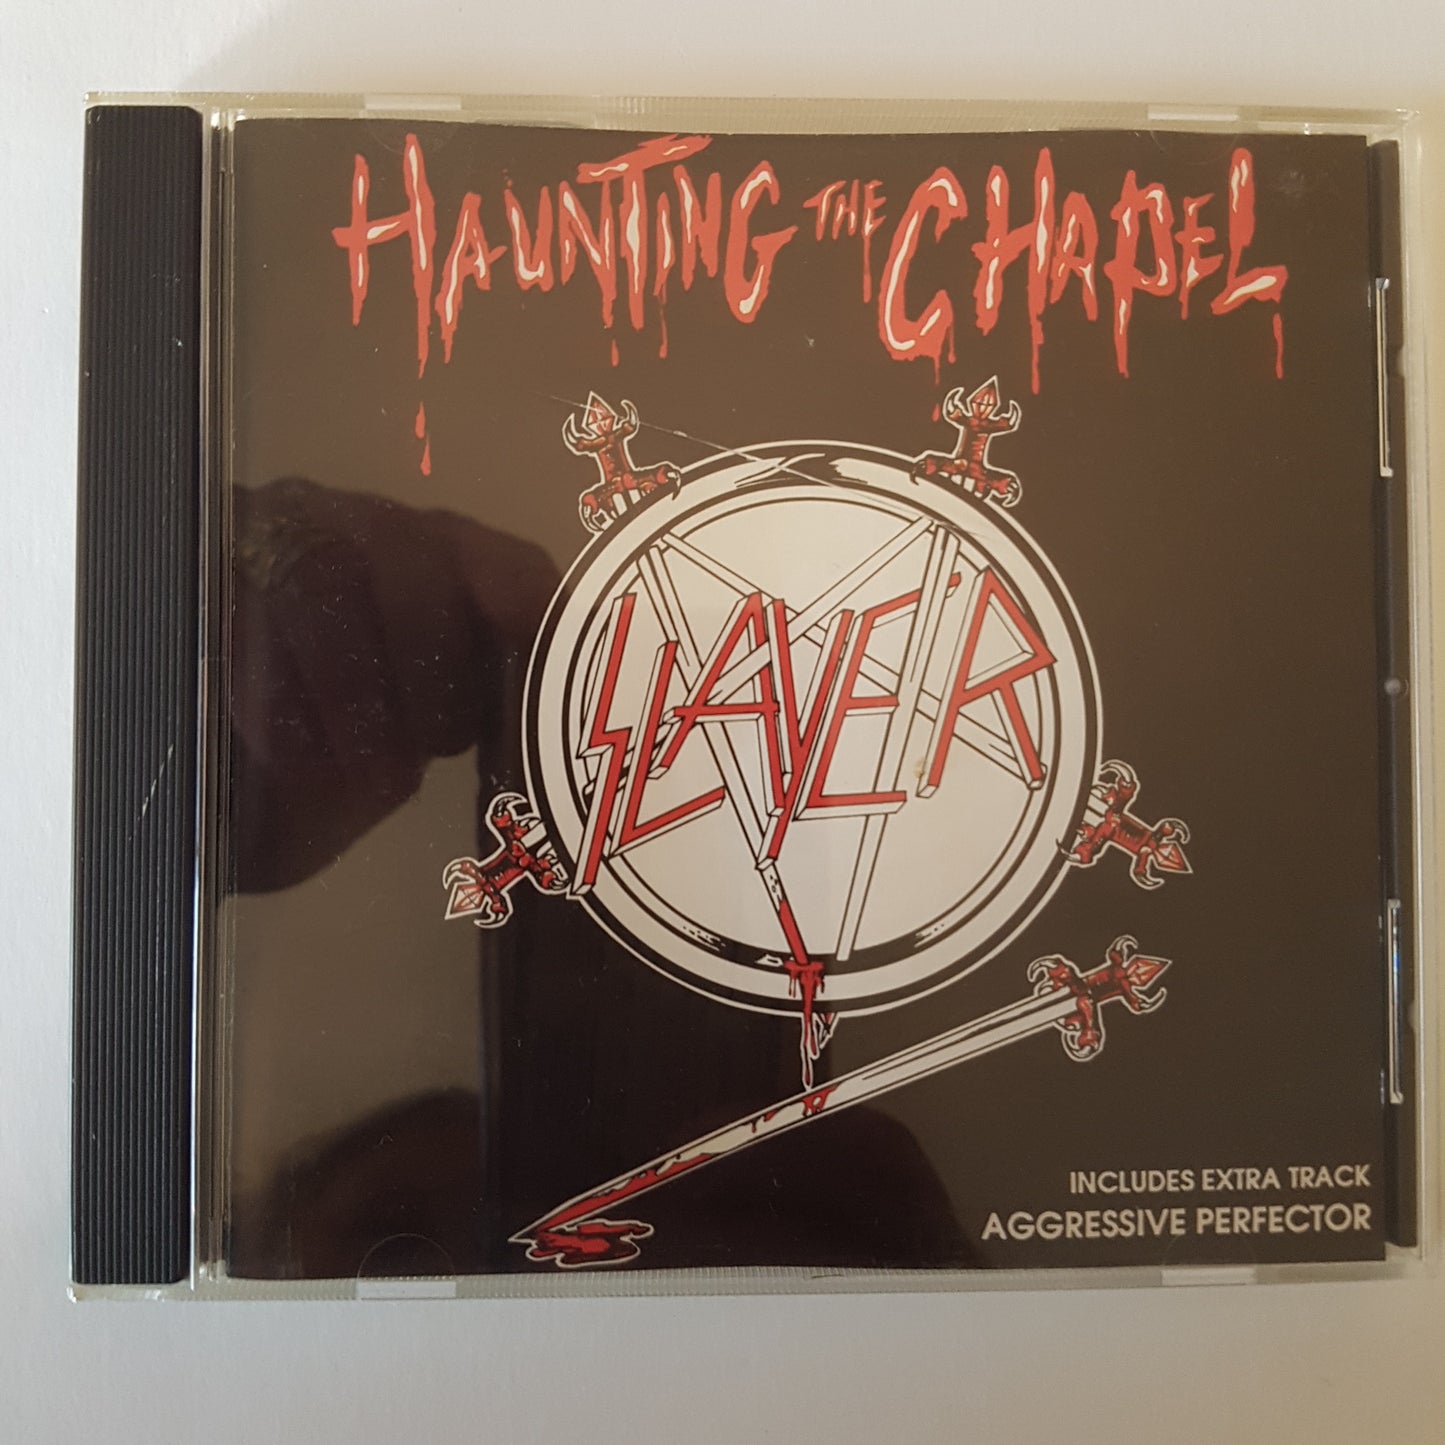 HAUNTING THE CHAPEL
SLAYER
INCLUDES EXTRA TRACK
AGGRESSIVE PERFECTOR